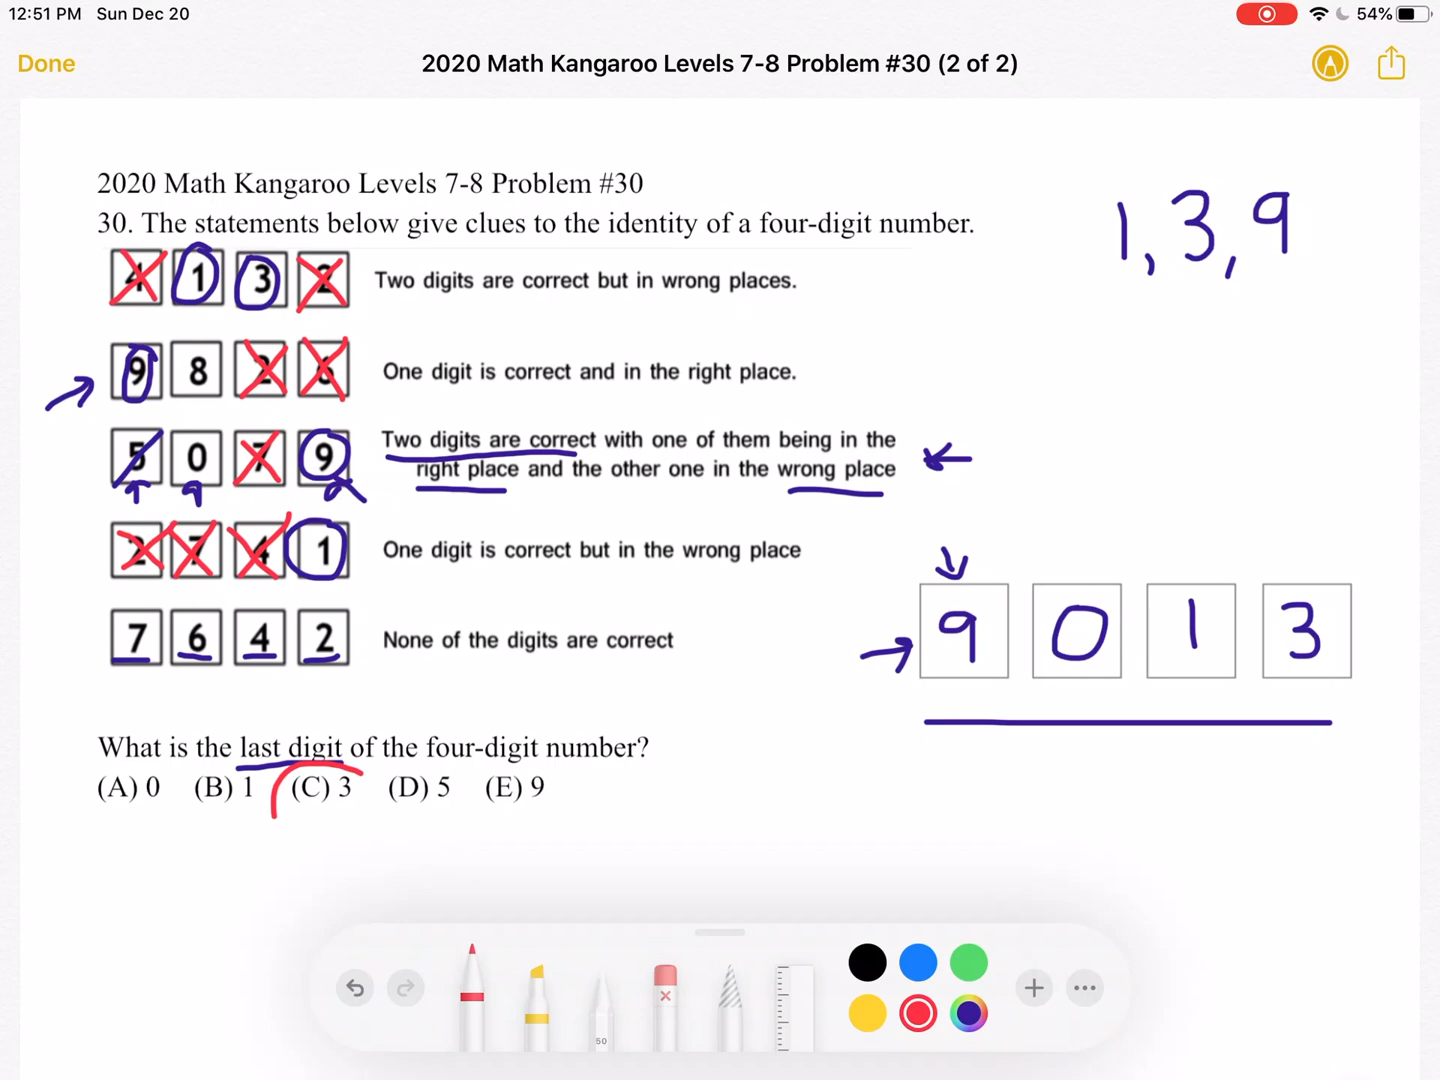 12:51 PM Sun Dec 20
54%
Done
2020 Math Kangaroo Levels 7-8 Problem #30 (2 of 2)
2020 Math Kangaroo Levels 7-8 Problem #30
1, 3, 9
30. The statements below give clues to the identity of a four-digit number.
4 1 3 2 Two digits are correct but in wrong places.
9 8 2 6 One digit is correct and in the right place.
5 0 7 9 Two digits are correct with one of them being in the
right place and the other one in the wrong place
2 7 4 1 One digit is correct but in the wrong place
7 6 4 2 None of the digits are correct
9 0 1 3
What is the last digit of the four-digit number?
(A) 0 (B) 1 (C) 3 (D) 5 (E) 9
50